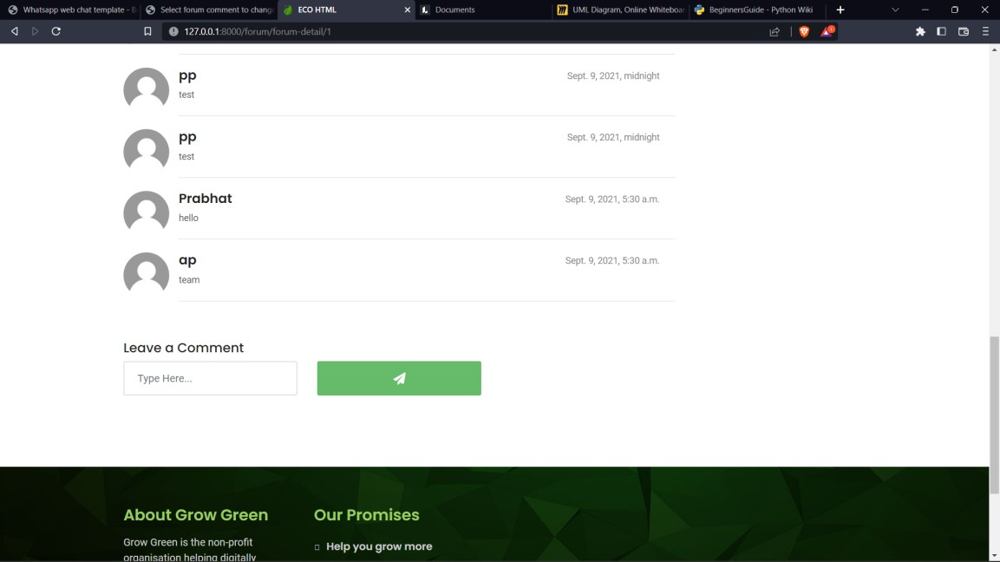 Whatsapp web chat template - B
Select forum comment to change
ECO HTML
Documents
UML Diagram, Online Whiteboar
BeginnersGuide - Python Wiki
127.0.0.1:8000/forum/forum-detail/1
pp
Sept. 9, 2021, midnight
test
pp
Sept. 9, 2021, midnight
test
Prabhat
Sept. 9, 2021, 5:30 a.m.
hello
ap
Sept. 9, 2021, 5:30 a.m.
team
Leave a Comment
Type Here...
About Grow Green
Our Promises
Grow Green is the non-profit
Help you grow more
organisation helping digitally